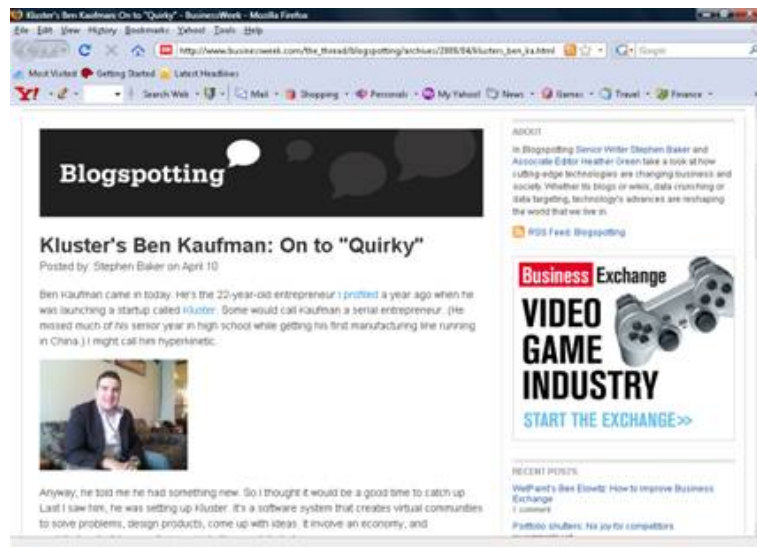 Kluster's Ben Kaufman: On to "Quirky" - BusinessWeek - Mozilla Firefox
File Edit View History Bookmarks Yahoo! Tools Help
http://www.businessweek.com/the_thread/blogspotting/archives/2009/04/klusters_ben_ka.html
Google
Most Visited Getting Started Latest Headlines
Y! Search Web Mail Shopping Personals My Yahoo! News Games Travel Finance
Blogspotting
Kluster's Ben Kaufman: On to "Quirky"
Posted by: Stephen Baker on April 10
Ben Kaufman came in today. He's the 22-year-old entrepreneur I profiled a year ago when he
was launching a startup called Kluster. Some would call Kaufman a serial entrepreneur. (He
missed much of his senior year in high school while getting his first manufacturing line running
in China.) I might call him hyperkinetic.
Anyway, he told me he had something new. So I thought it would be a good time to catch up.
Last I saw him, he was setting up Kluster. It's a software system that creates virtual communities
to solve problems, design products, come up with ideas. It involve an economy, and
ABOUT
In Blogspotting Senior Writer Stephen Baker and
Associate Editor Heather Green take a look at how
cutting-edge technologies are changing business and
society. Whether its blogs or wikis, data crunching or
data targeting, technology's advances are reshaping
the world that we live in.
RSS Feed: Blogspotting
Business Exchange
VIDEO
GAME
INDUSTRY
START THE EXCHANGE>>
RECENT POSTS
WellPoint's Ben Elowitz: How to Improve Business
Exchange
1 comment
Portfolio shutters: No joy for competitors